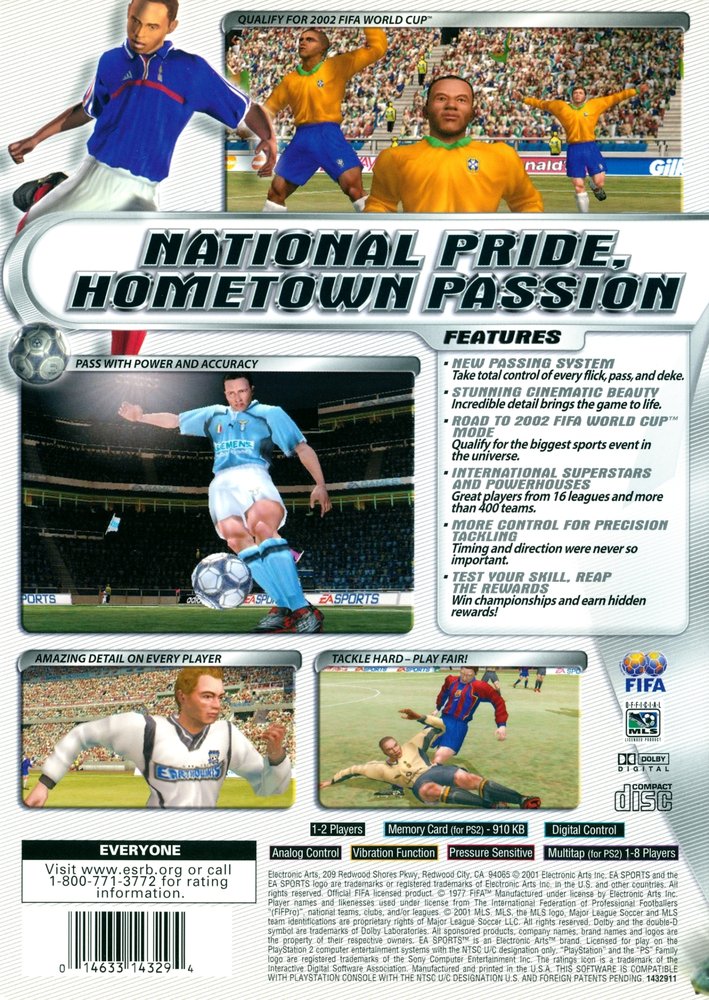 QUALIFY FOR 2002 FIFA WORLD CUP™
NATIONAL PRIDE,
HOMETOWN PASSION
FEATURES
PASS WITH POWER AND ACCURACY
• NEW PASSING SYSTEM
Take total control of every flick, pass, and deke.
• STUNNING CINEMATIC BEAUTY
Incredible detail brings the game to life.
• ROAD TO 2002 FIFA WORLD CUP™
MODE
Qualify for the biggest sports event in
the universe.
• INTERNATIONAL SUPERSTARS
AND POWERHOUSES
Great players from 16 leagues and more
than 400 teams.
• MORE CONTROL FOR PRECISION
TACKLING
Timing and direction were never so
important.
• TEST YOUR SKILL, REAP
THE REWARDS
Win championships and earn hidden
rewards!
SIEMENS
PORTS
EA SPORTS
EA SPORTS
AMAZING DETAIL ON EVERY PLAYER
EARTHQUAKES
TACKLE HARD – PLAY FAIR!
FIFA
OFFICIAL
MLS
LICENSED PRODUCT
DOLBY
DIGITAL
COMPACT
disc
1-2 Players
Memory Card (for PS2) - 910 KB
Digital Control
Analog Control
Vibration Function
Pressure Sensitive
Multitap (for PS2) 1-8 Players
EVERYONE
Visit www.esrb.org or call
1-800-771-3772 for rating
information.
0 14633 14329 4
Electronic Arts, 209 Redwood Shores Pkwy, Redwood City, CA 94065 © 2001 Electronic Arts Inc. EA SPORTS and the
EA SPORTS logo are trademarks or registered trademarks of Electronic Arts Inc. in the U.S. and other countries. All
rights reserved. Official FIFA licensed product. © 1977 FIFA™ Manufactured under license by Electronic Arts Inc.
Player names and likenesses used under license from The International Federation of Professional Footballers
("FIFPro"), national teams, clubs, and/or leagues. © 2001 MLS. MLS, the MLS logo, Major League Soccer and MLS
team identifications are proprietary rights of Major League Soccer LLC. All rights reserved. Dolby and the double-D
symbol are trademarks of Dolby Laboratories. All sponsored products, company names, brand names and logos are
the property of their respective owners. EA SPORTS™ is an Electronic Arts™ brand. Licensed for play on the
PlayStation 2 computer entertainment systems with the NTSC U/C designation only. "PlayStation" and the "PS" Family
logo are registered trademarks of the Sony Computer Entertainment Inc. The ratings icon is a trademark of the
Interactive Digital Software Association. Manufactured and printed in the U.S.A. THIS SOFTWARE IS COMPATIBLE
WITH PLAYSTATION CONSOLE WITH THE NTSC U/C DESIGNATION U.S. AND FOREIGN PATENTS PENDING. 1432911